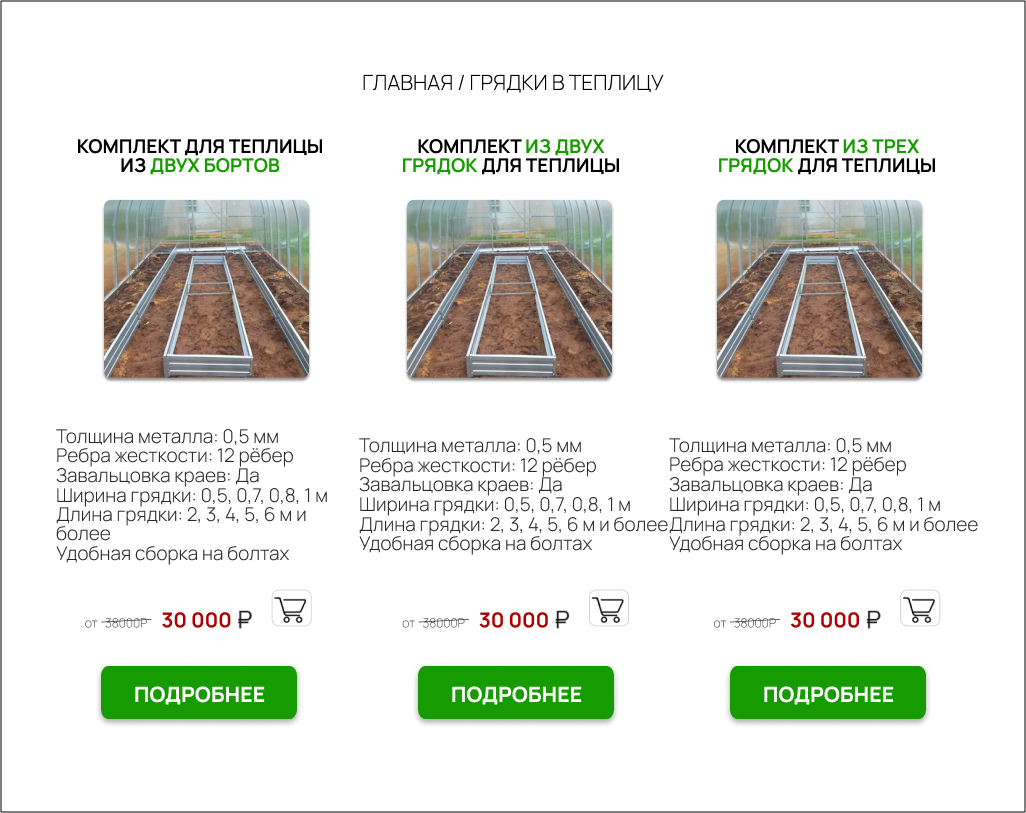 ГЛАВНАЯ / ГРЯДКИ В ТЕПЛИЦУ
КОМПЛЕКТ ДЛЯ ТЕПЛИЦЫ
ИЗ ДВУХ БОРТОВ
Толщина металла: 0,5 мм
Ребра жесткости: 12 рёбер
Завальцовка краев: Да
Ширина грядки: 0,5, 0,7, 0,8, 1 м
Длина грядки: 2, 3, 4, 5, 6 м и
более
Удобная сборка на болтах
от 38000₽ 30 000 ₽
ПОДРОБНЕЕ
КОМПЛЕКТ ИЗ ДВУХ
ГРЯДОК ДЛЯ ТЕПЛИЦЫ
Толщина металла: 0,5 мм
Ребра жесткости: 12 рёбер
Завальцовка краев: Да
Ширина грядки: 0,5, 0,7, 0,8, 1 м
Длина грядки: 2, 3, 4, 5, 6 м и более
Удобная сборка на болтах
от 38000₽ 30 000 ₽
ПОДРОБНЕЕ
КОМПЛЕКТ ИЗ ТРЕХ
ГРЯДОК ДЛЯ ТЕПЛИЦЫ
Толщина металла: 0,5 мм
Ребра жесткости: 12 рёбер
Завальцовка краев: Да
Ширина грядки: 0,5, 0,7, 0,8, 1 м
Длина грядки: 2, 3, 4, 5, 6 м и более
Удобная сборка на болтах
от 38000₽ 30 000 ₽
ПОДРОБНЕЕ